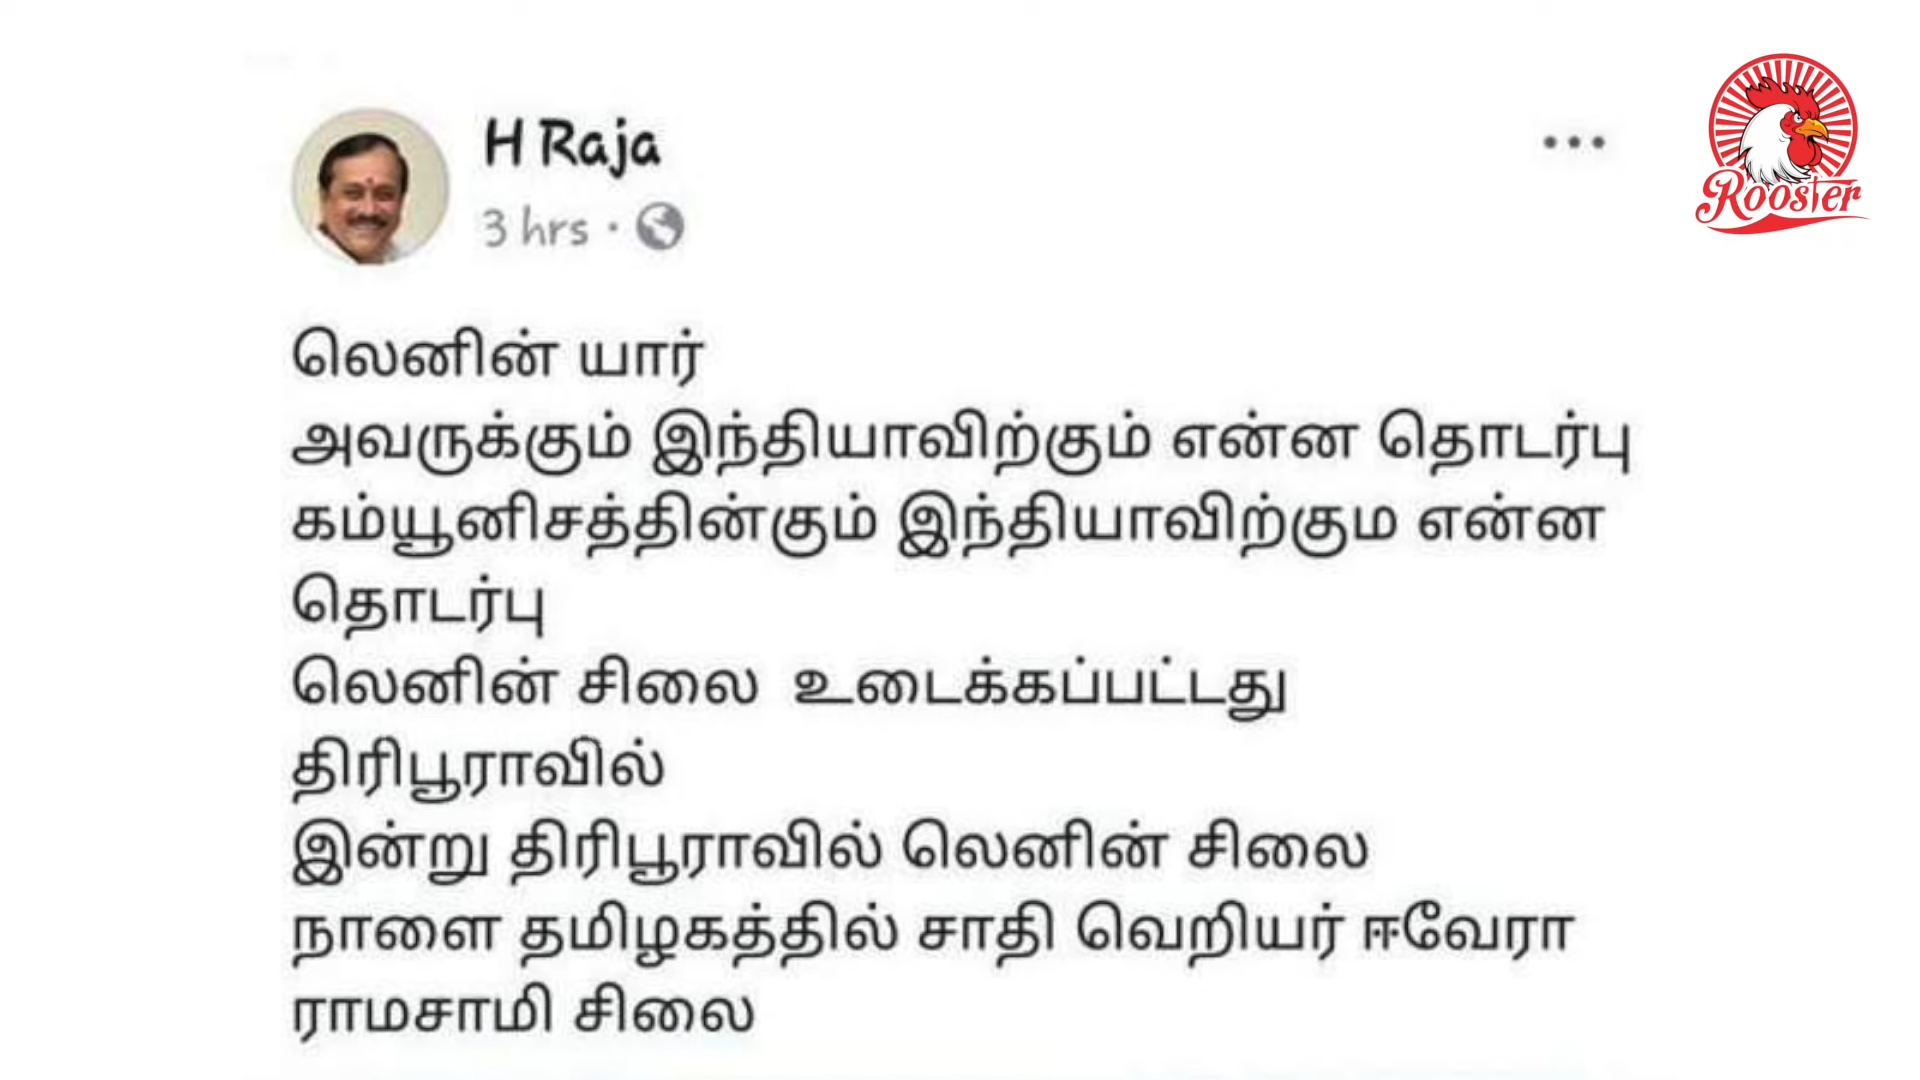 H Raja
3 hrs ·
Rooster
லெனின் யார்
அவருக்கும் இந்தியாவிற்கும் என்ன தொடர்பு
கம்யூனிசத்தின்கும் இந்தியாவிற்கும என்ன
தொடர்பு
லெனின் சிலை உடைக்கப்பட்டது
திரிபூராவில்
இன்று திரிபூராவில் லெனின் சிலை
நாளை தமிழகத்தில் சாதி வெறியர் ஈவேரா
ராமசாமி சிலை